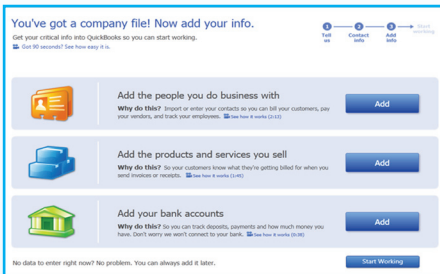 You've got a company file! Now add your info.
Get your critical info into QuickBooks so you can start working.
Got 90 seconds? See how easy it is.
1 2 3 Start working
Tell us Contact info Add info
Add the people you do business with
Why do this? Import or enter your contacts so you can bill your customers, pay
your vendors, and track your employees. See how it works (2:13)
Add
Add the products and services you sell
Why do this? So your customers know what they're getting billed for when you
send invoices or receipts. See how it works (1:45)
Add
Add your bank accounts
Why do this? So you can track deposits, payments and how much money you
have. Don't worry we won't connect to your bank. See how it works (0:38)
Add
No data to enter right now? No problem. You can always add it later.
Start Working